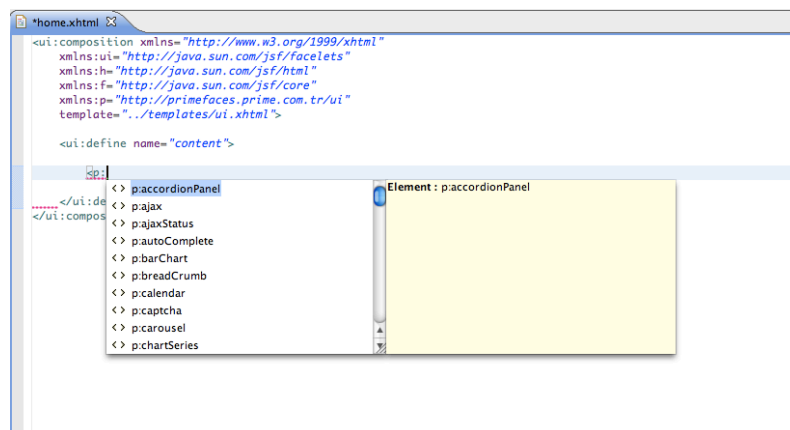 *home.xhtml
<ui:composition xmlns="http://www.w3.org/1999/xhtml"
xmlns:ui="http://java.sun.com/jsf/facelets"
xmlns:h="http://java.sun.com/jsf/html"
xmlns:f="http://java.sun.com/jsf/core"
xmlns:p="http://primefaces.prime.com.tr/ui"
template="../templates/ui.xhtml">
<ui:define name="content">
<p:
<> p:accordionPanel
Element : p:accordionPanel
<> p:ajax
</ui:de
<> p:ajaxStatus
</ui:compos
<> p:autoComplete
<> p:barChart
<> p:breadCrumb
<> p:calendar
<> p:captcha
<> p:carousel
<> p:chartSeries